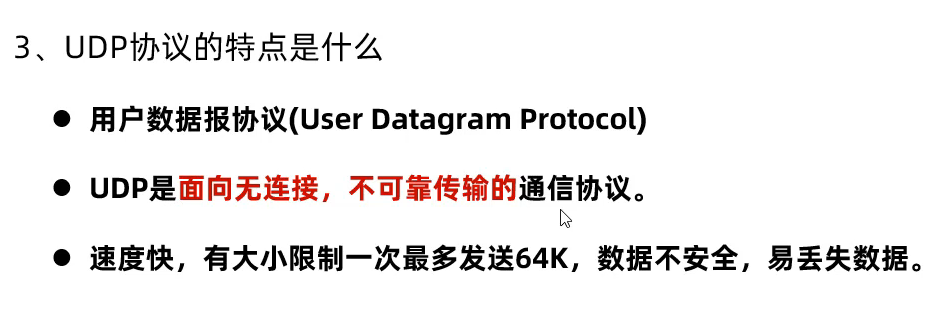 3、UDP协议的特点是什么
● 用户数据报协议(User Datagram Protocol)
● UDP是面向无连接，不可靠传输的通信协议。
● 速度快，有大小限制一次最多发送64K，数据不安全，易丢失数据。